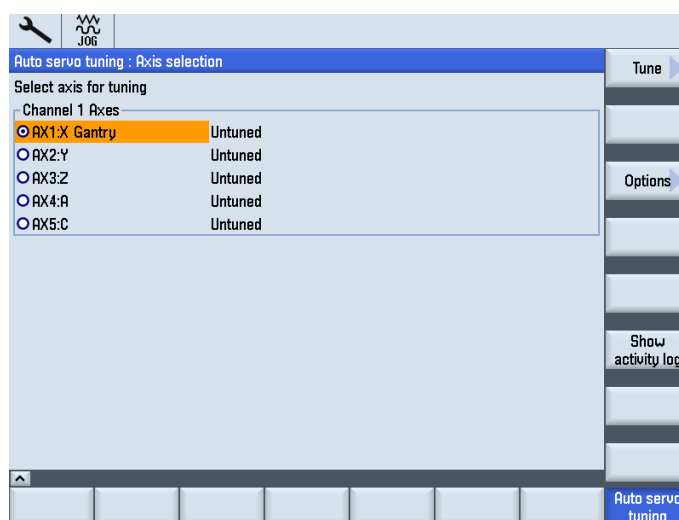 JOG
Auto servo tuning : Axis selection
Select axis for tuning
Channel 1 Axes
AX1:X Gantry Untuned
AX2:Y Untuned
AX3:Z Untuned
AX4:A Untuned
AX5:C Untuned
Tune
Options
Show
activity log
Auto servo
tuning